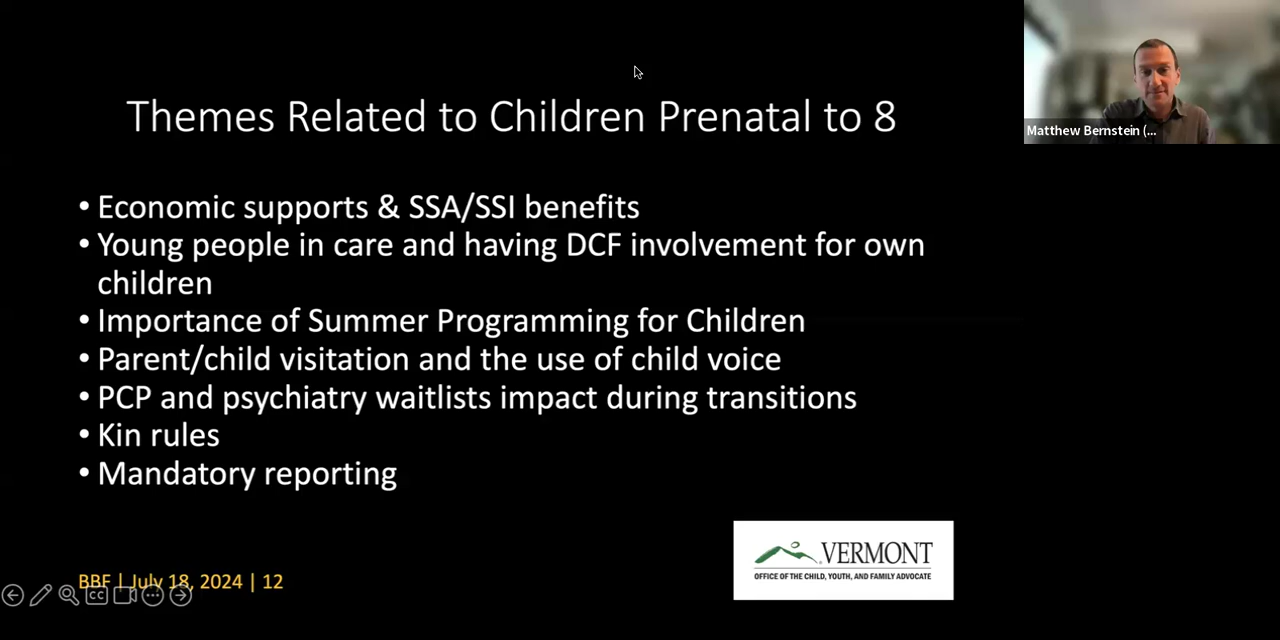 Themes Related to Children Prenatal to 8
Matthew Bernstein (...
• Economic supports & SSA/SSI benefits
• Young people in care and having DCF involvement for own
children
• Importance of Summer Programming for Children
• Parent/child visitation and the use of child voice
• PCP and psychiatry waitlists impact during transitions
• Kin rules
• Mandatory reporting
VERMONT
OFFICE OF THE CHILD, YOUTH, AND FAMILY ADVOCATE
BBF | July 18, 2024 | 12
CC